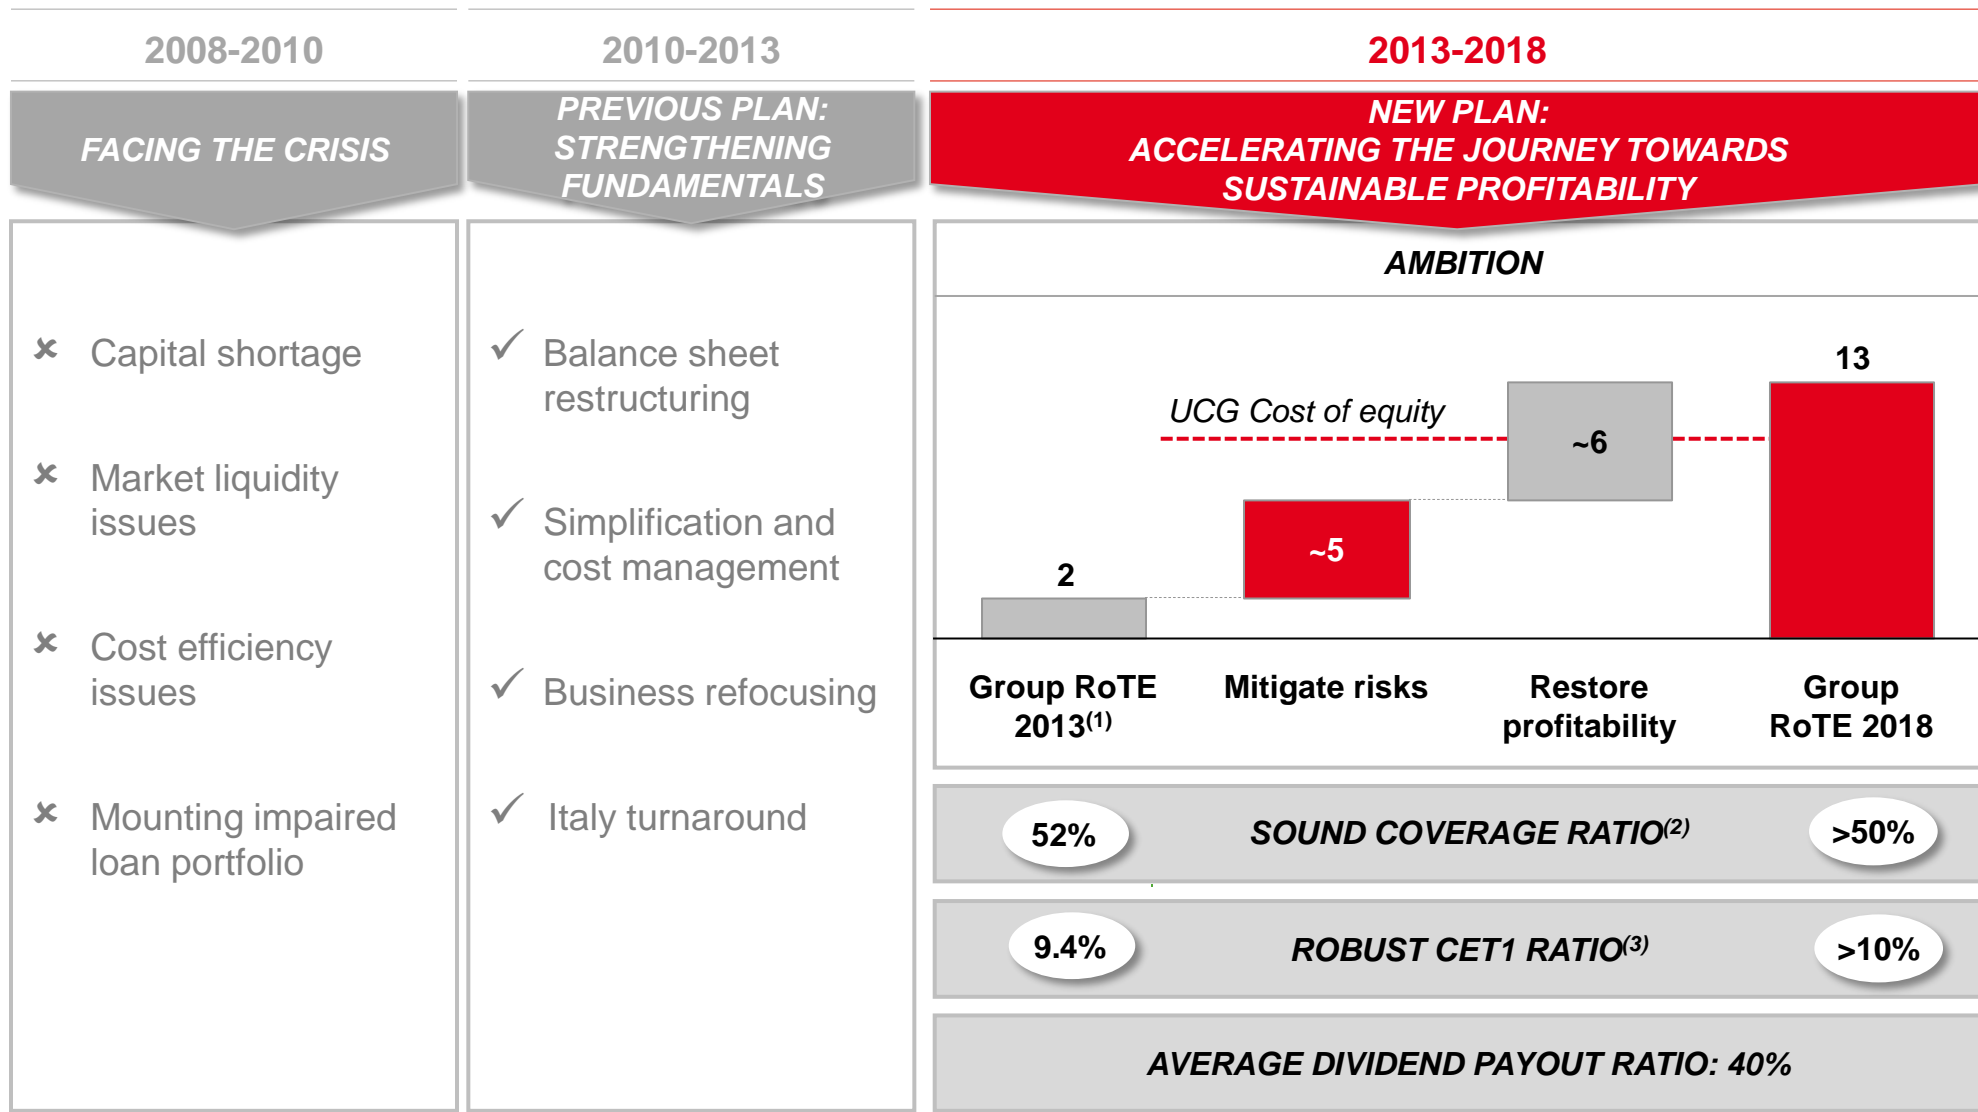 2008-2010
FACING THE CRISIS
✘ Capital shortage
✘ Market liquidity
issues
✘ Cost efficiency
issues
✘ Mounting impaired
loan portfolio
2010-2013
PREVIOUS PLAN:
STRENGTHENING
FUNDAMENTALS
✓ Balance sheet
restructuring
✓ Simplification and
cost management
✓ Business refocusing
✓ Italy turnaround
2013-2018
NEW PLAN:
ACCELERATING THE JOURNEY TOWARDS
SUSTAINABLE PROFITABILITY
AMBITION
13
UCG Cost of equity
~6
~5
2
Group RoTE
2013(1)
Mitigate risks
Restore
profitability
Group
RoTE 2018
52% SOUND COVERAGE RATIO(2) >50%
9.4% ROBUST CET1 RATIO(3) >10%
AVERAGE DIVIDEND PAYOUT RATIO: 40%